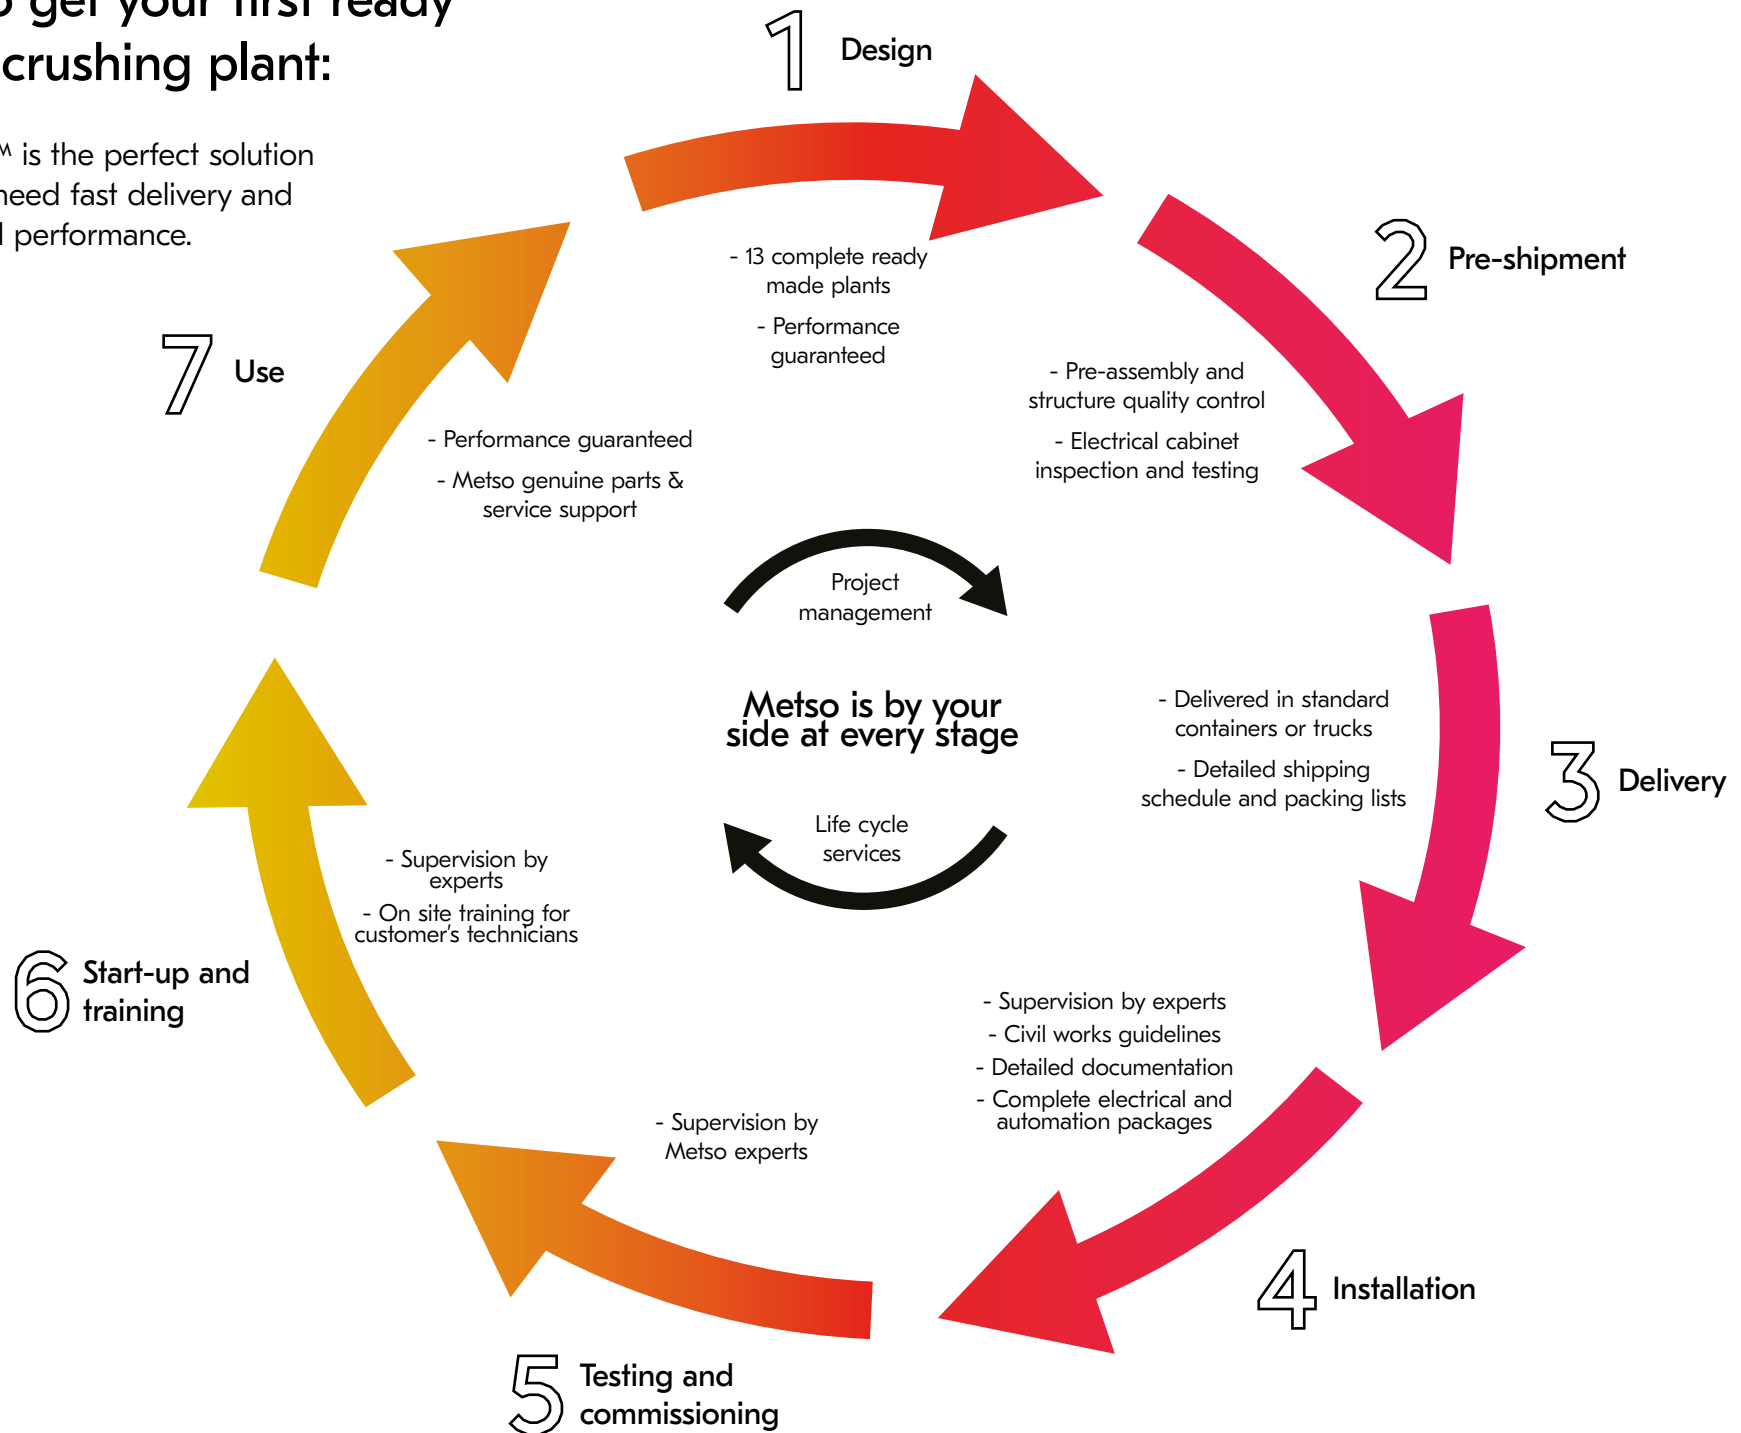 get your first ready
crushing plant:
is the perfect solution
need fast delivery and
performance.
1 Design
- 13 complete ready
made plants
- Performance
guaranteed
2 Pre-shipment
- Pre-assembly and
structure quality control
- Electrical cabinet
inspection and testing
3 Delivery
- Delivered in standard
containers or trucks
- Detailed shipping
schedule and packing lists
4 Installation
- Supervision by experts
- Civil works guidelines
- Detailed documentation
- Complete electrical and
automation packages
5 Testing and
commissioning
- Supervision by
Metso experts
6 Start-up and
training
- Supervision by
experts
- On site training for
customer's technicians
7 Use
- Performance guaranteed
- Metso genuine parts &
service support
Project
management
Metso is by your
side at every stage
Life cycle
services